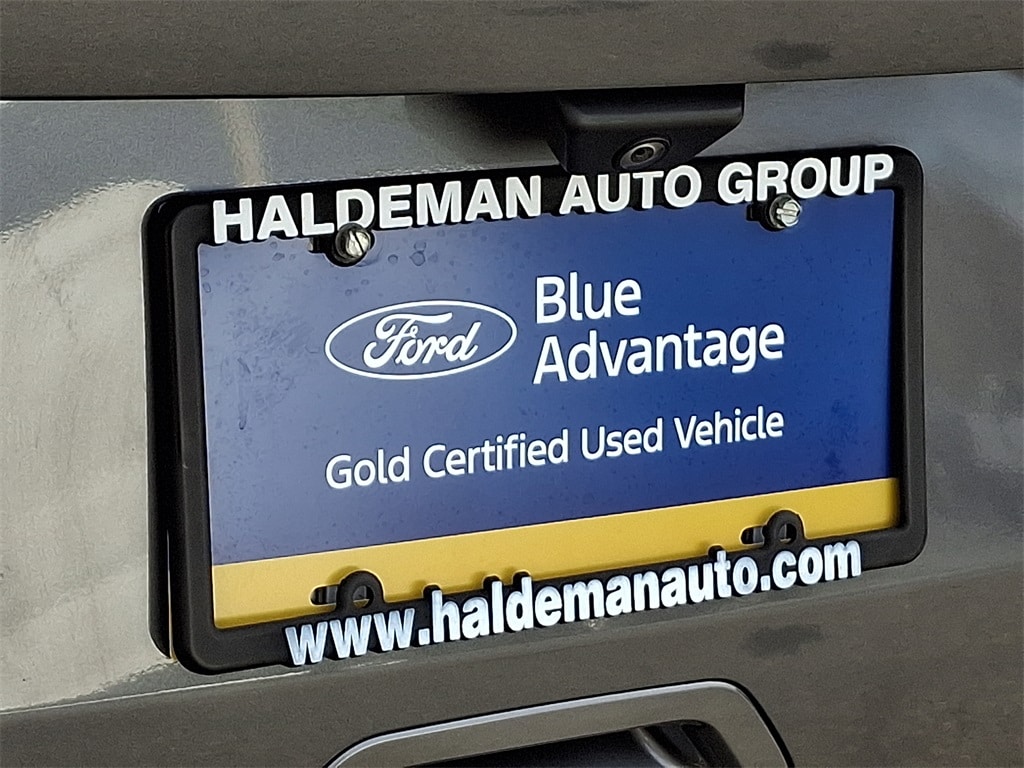 HALDEMAN AUTO GROUP
Ford
Blue
Advantage
Gold Certified Used Vehicle
www.haldemanauto.com